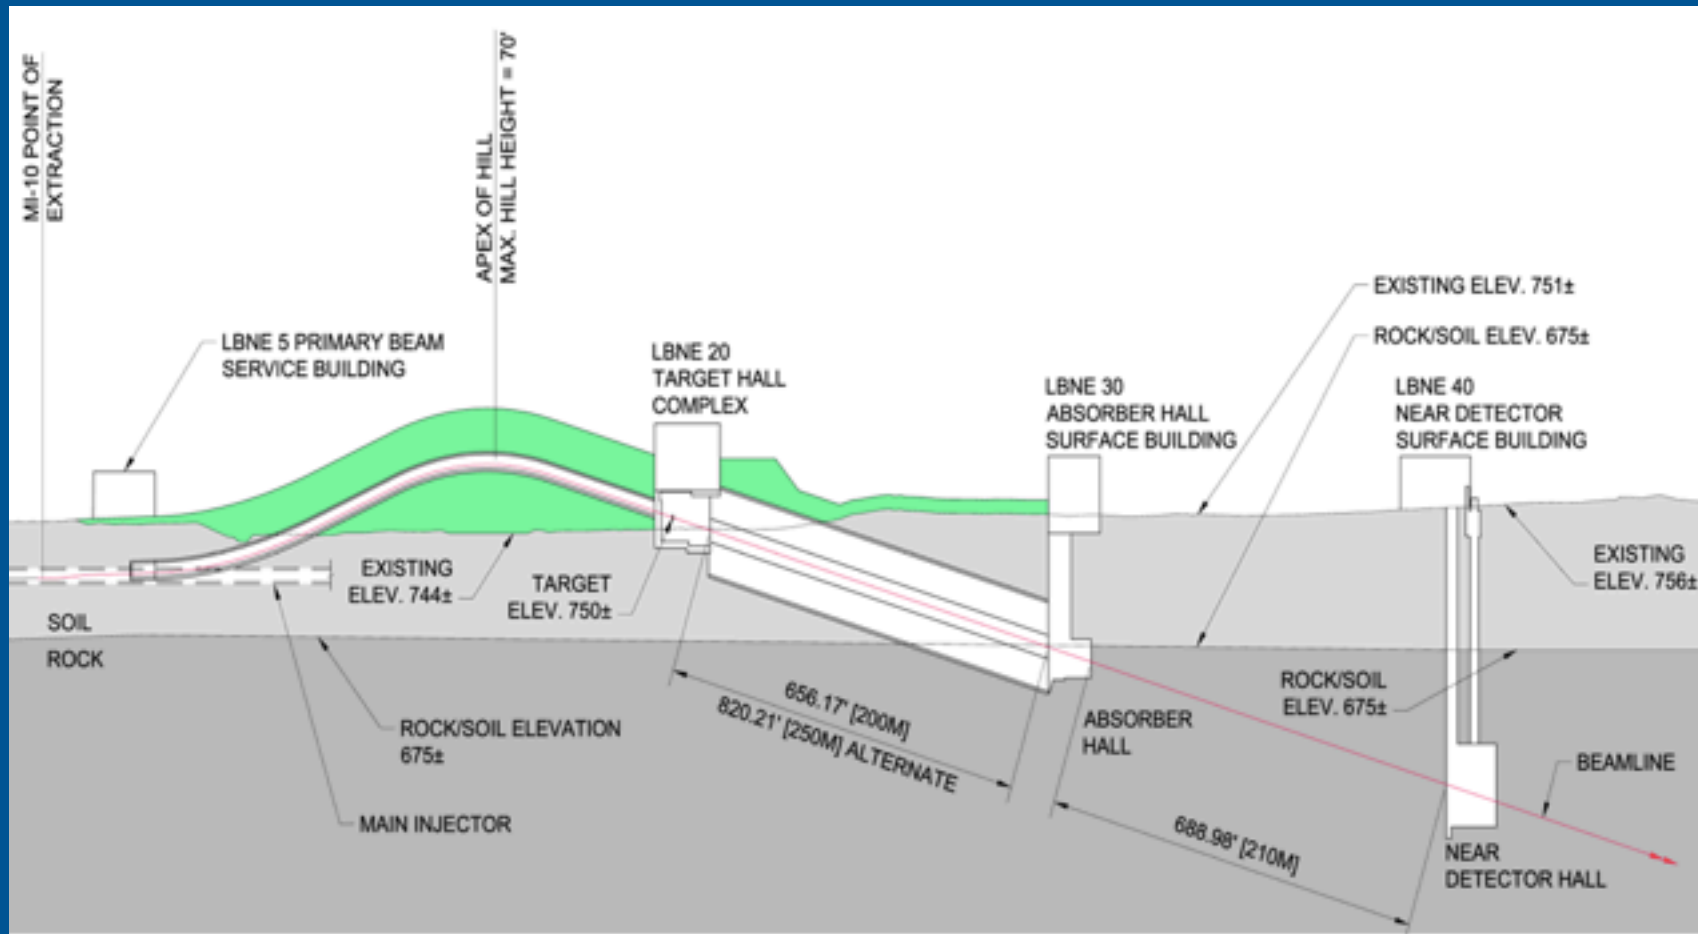 MI-10 POINT OF
EXTRACTION
APEX OF HILL
MAX. HILL HEIGHT = 70'
LBNE 5 PRIMARY BEAM
SERVICE BUILDING
LBNE 20
TARGET HALL
COMPLEX
EXISTING ELEV. 751±
ROCK/SOIL ELEV. 675±
LBNE 30
ABSORBER HALL
SURFACE BUILDING
LBNE 40
NEAR DETECTOR
SURFACE BUILDING
EXISTING
ELEV. 744±
TARGET
ELEV. 750±
EXISTING
ELEV. 756±
SOIL
ROCK
ROCK/SOIL ELEVATION
675±
MAIN INJECTOR
656.17' [200M]
820.21' [250M] ALTERNATE
ABSORBER
HALL
ROCK/SOIL
ELEV. 675±
BEAMLINE
688.98' [210M]
NEAR
DETECTOR HALL